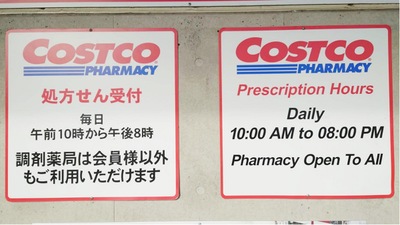 COSTCO
PHARMACY
処方せん受付
毎日
午前10時から午後8時
調剤薬局は会員様以外
もご利用いただけます
COSTCO
PHARMACY
Prescription Hours
Daily
10:00 AM to 08:00 PM
Pharmacy Open To All